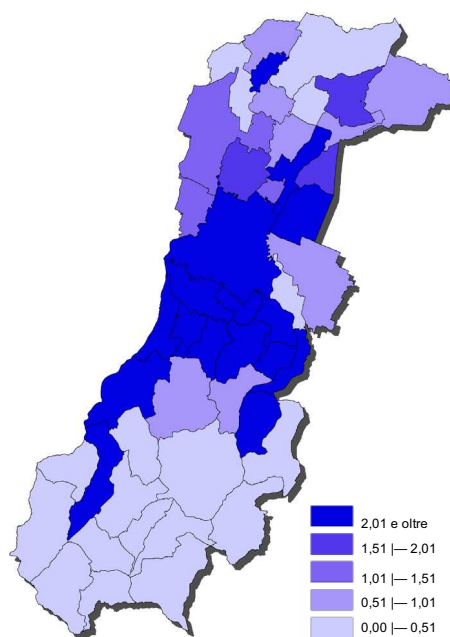 2,01 e oltre
1,51 |— 2,01
1,01 |— 1,51
0,51 |— 1,01
0,00 |— 0,51